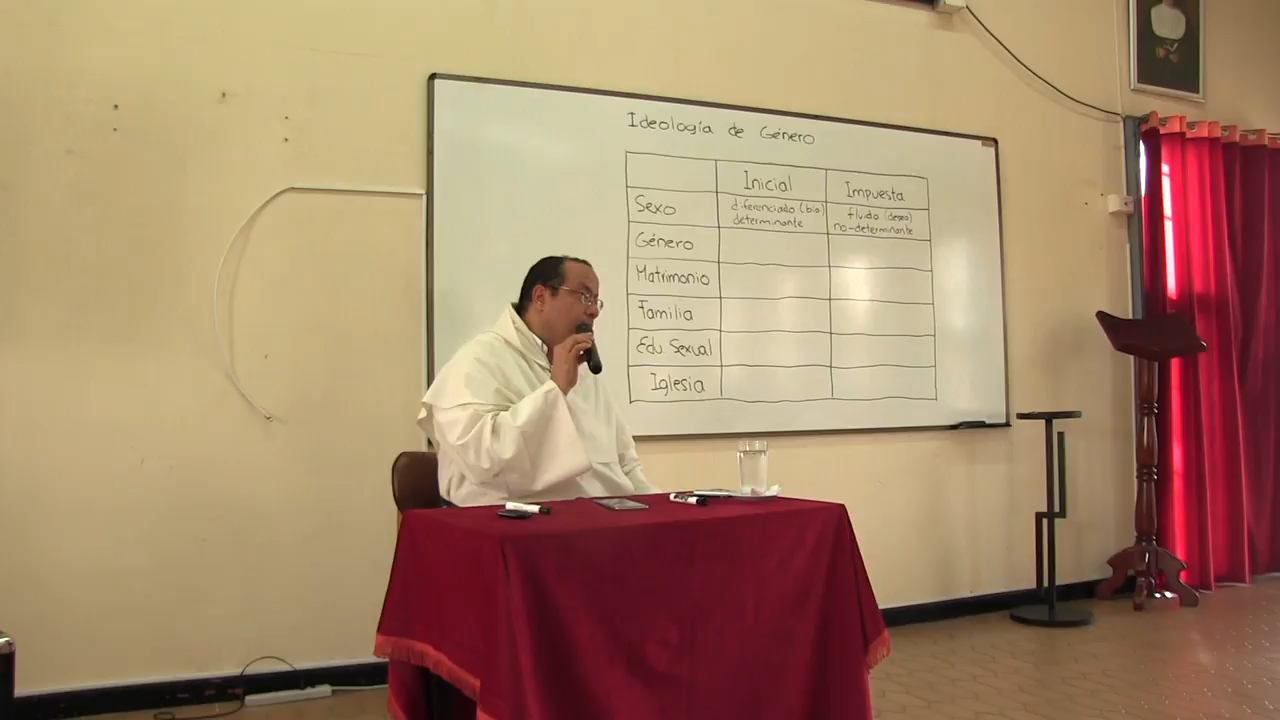 Ideología de Género
Inicial Impuesta
Sexo diferenciado (bio) determinante fluido (deseo) no-determinante
Género
Matrimonio
Familia
Edu Sexual
Iglesia